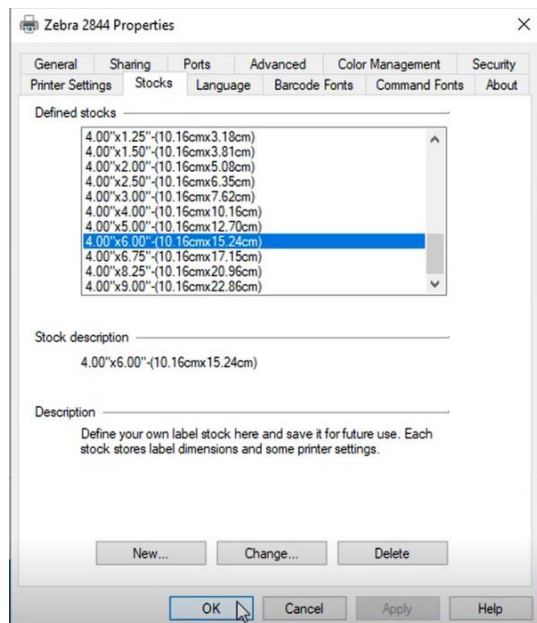 Zebra 2844 Properties
General Sharing Ports Advanced Color Management Security
Printer Settings Stocks Language Barcode Fonts Command Fonts About
Defined stocks
4.00"x1.25"-(10.16cmx3.18cm)
4.00"x1.50"-(10.16cmx3.81cm)
4.00"x2.00"-(10.16cmx5.08cm)
4.00"x2.50"-(10.16cmx6.35cm)
4.00"x3.00"-(10.16cmx7.62cm)
4.00"x4.00"-(10.16cmx10.16cm)
4.00"x5.00"-(10.16cmx12.70cm)
4.00"x6.00"-(10.16cmx15.24cm)
4.00"x6.75"-(10.16cmx17.15cm)
4.00"x8.25"-(10.16cmx20.96cm)
4.00"x9.00"-(10.16cmx22.86cm)
Stock description
4.00"x6.00"-(10.16cmx15.24cm)
Description
Define your own label stock here and save it for future use. Each
stock stores label dimensions and some printer settings.
New... Change... Delete
OK Cancel Apply Help